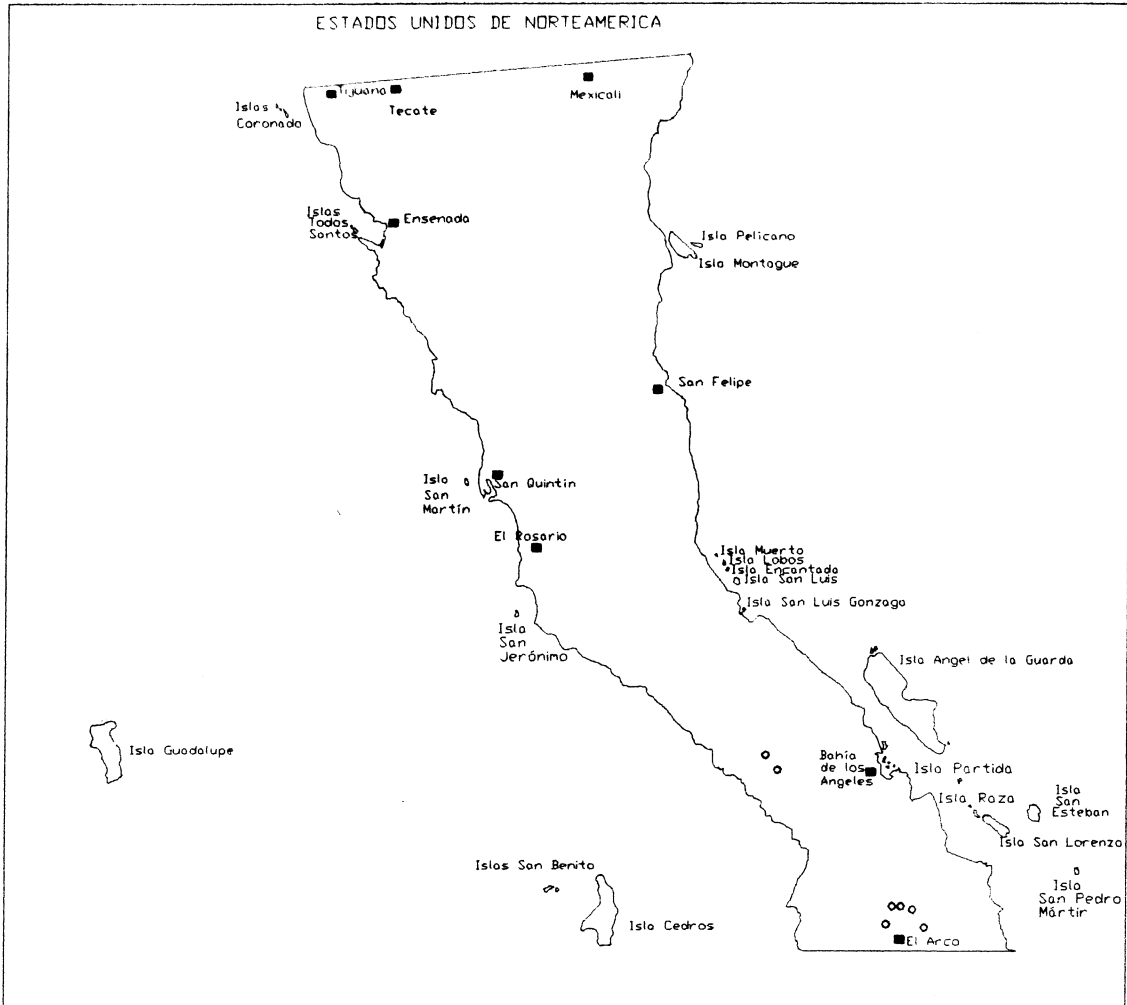 ESTADOS UNIDOS DE NORTEAMERICA
Tijuana
Tecate
Mexicali
Islas
Coronado
Islas
Todos
Santos
Ensenada
Isla Pelicano
Isla Montague
San Felipe
Isla
San
Martín
San Quintín
El Rosario
Isla Muerto
Isla Lobos
Isla Encantada
Isla San Luis
Isla San Luis Gonzaga
Isla
San
Jerónimo
Isla Angel de la Guarda
Isla Guadalupe
Bahía
de los
Angeles
Isla Partida
Isla Raza
Isla
San
Esteban
Isla San Lorenzo
Islas San Benito
Isla Cedros
Isla
San Pedro
Mártir
El Arco